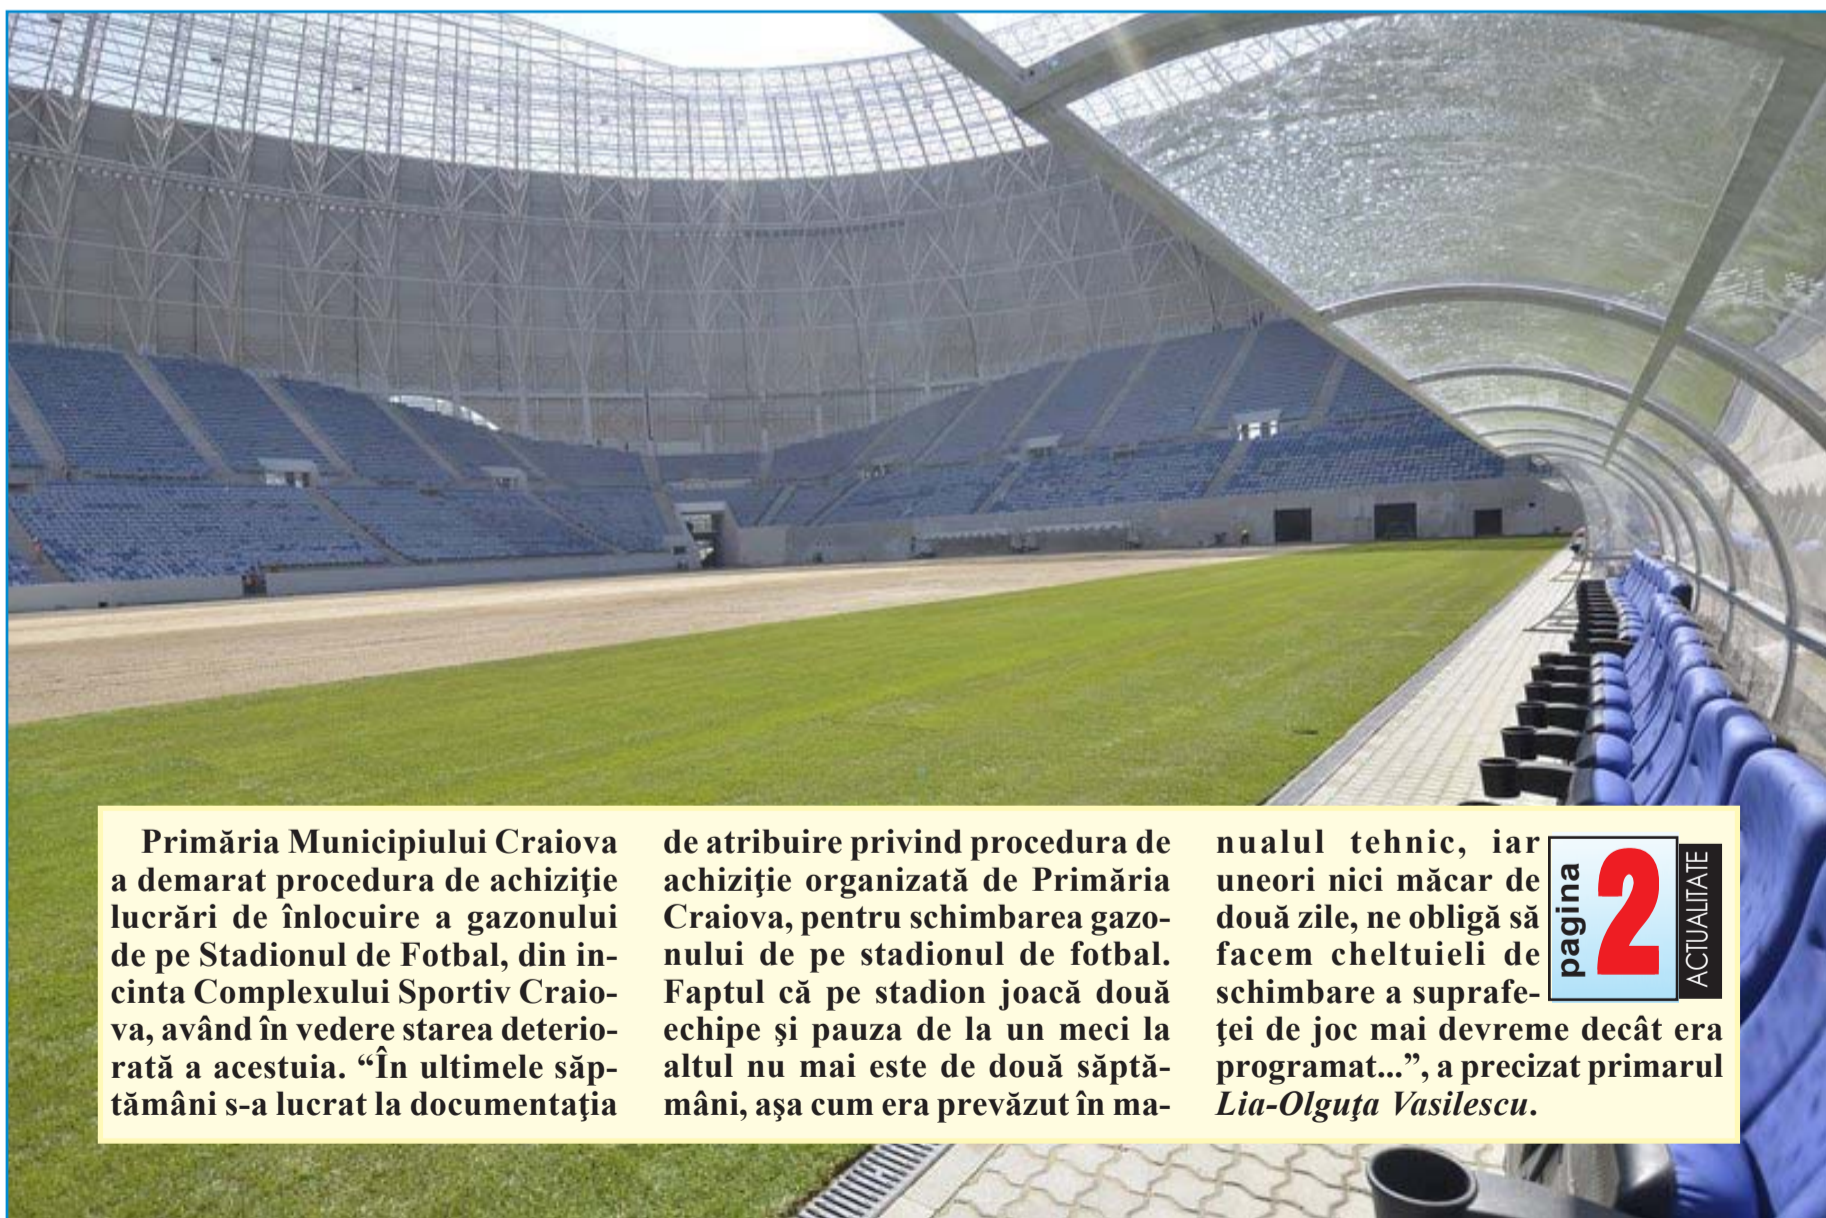 Primăria Municipiului Craiova
a demarat procedura de achiziţie
lucrări de înlocuire a gazonului
de pe Stadionul de Fotbal, din in-
cinta Complexului Sportiv Craio-
va, având în vedere starea deterio-
rată a acestuia. “În ultimele săp-
tămâni s-a lucrat la documentaţia
de atribuire privind procedura de
achiziţie organizată de Primăria
Craiova, pentru schimbarea gazo-
nului de pe stadionul de fotbal.
Faptul că pe stadion joacă două
echipe şi pauza de la un meci la
altul nu mai este de două săptă-
mâni, aşa cum era prevăzut în ma-
nualul tehnic, iar
uneori nici măcar de
două zile, ne obligă să
facem cheltuieli de
schimbare a suprafe-
ţei de joc mai devreme decât era
programat...”, a precizat primarul
Lia-Olguţa Vasilescu.
pagina
2
ACTUALITATE